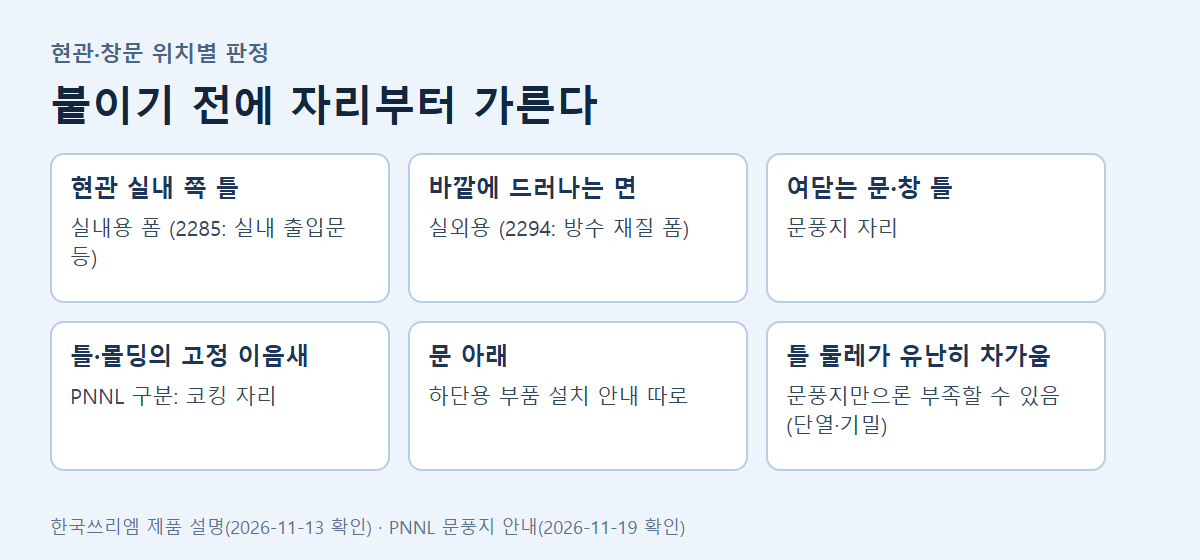 현관·창문 위치별 판정
붙이기 전에 자리부터 가른다
현관 실내 쪽 틀
실내용 폼 (2285: 실내 출입문
등)
바깥에 드러나는 면
실외용 (2294: 방수 재질 폼)
여닫는 문·창 틀
문풍지 자리
틀·몰딩의 고정 이음새
PNNL 구분: 코킹 자리
문 아래
하단용 부품 설치 안내 따로
틀 둘레가 유난히 차가움
문풍지만으론 부족할 수 있음
(단열·기밀)
한국쓰리엠 제품 설명(2026-11-13 확인) · PNNL 문풍지 안내(2026-11-19 확인)